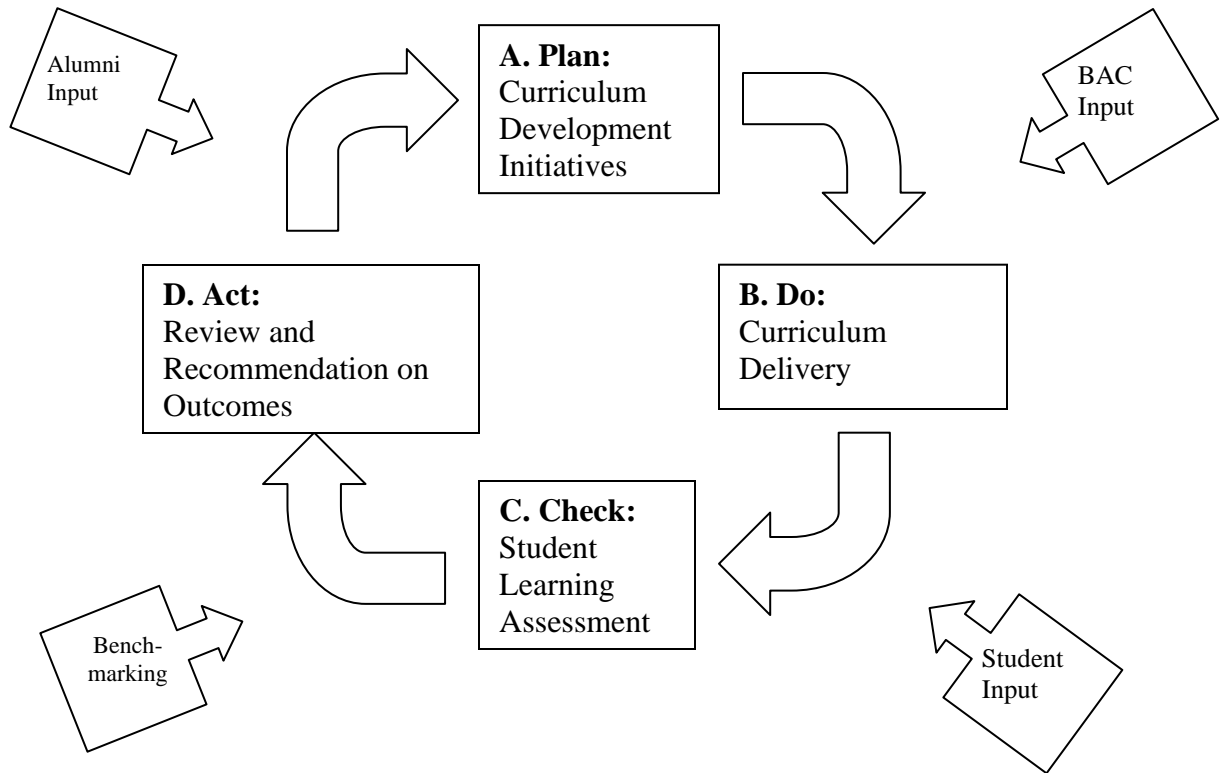 Alumni
Input
A. Plan:
Curriculum
Development
Initiatives
BAC
Input
D. Act:
Review and
Recommendation on
Outcomes
B. Do:
Curriculum
Delivery
C. Check:
Student
Learning
Assessment
Bench-
marking
Student
Input